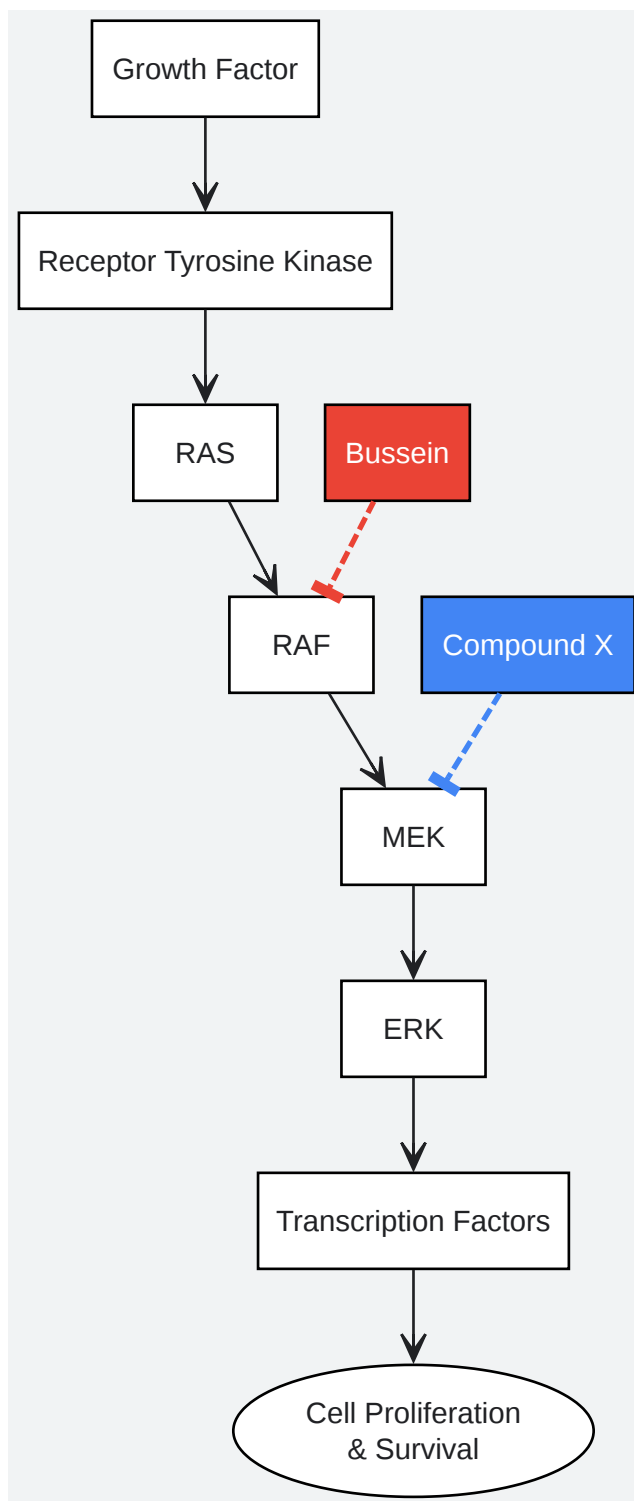 Growth Factor
Receptor Tyrosine Kinase
RAS
Bussein
RAF
Compound X
MEK
ERK
Transcription Factors
Cell Proliferation
& Survival